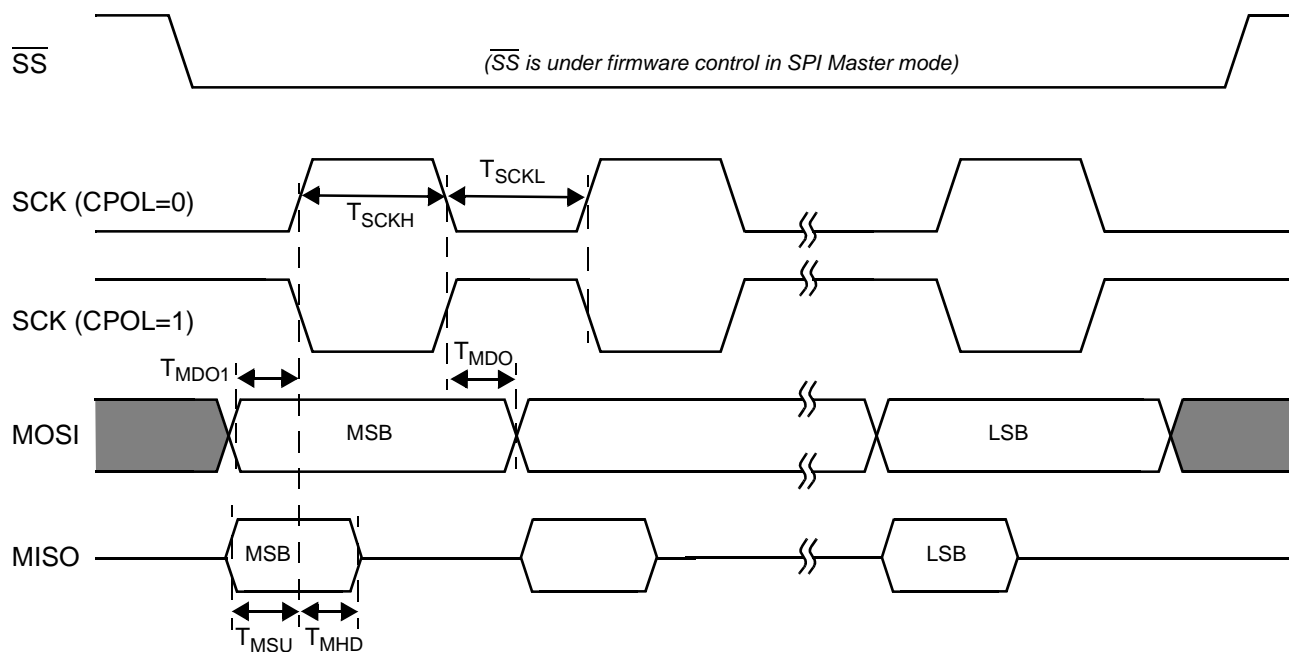 SS
(SS is under firmware control in SPI Master mode)
SCK (CPOL=0)
TSCKH
TSCKL
SCK (CPOL=1)
TMDO1
TMDO
MOSI
MSB
LSB
MISO
MSB
LSB
TMSU
TMHD